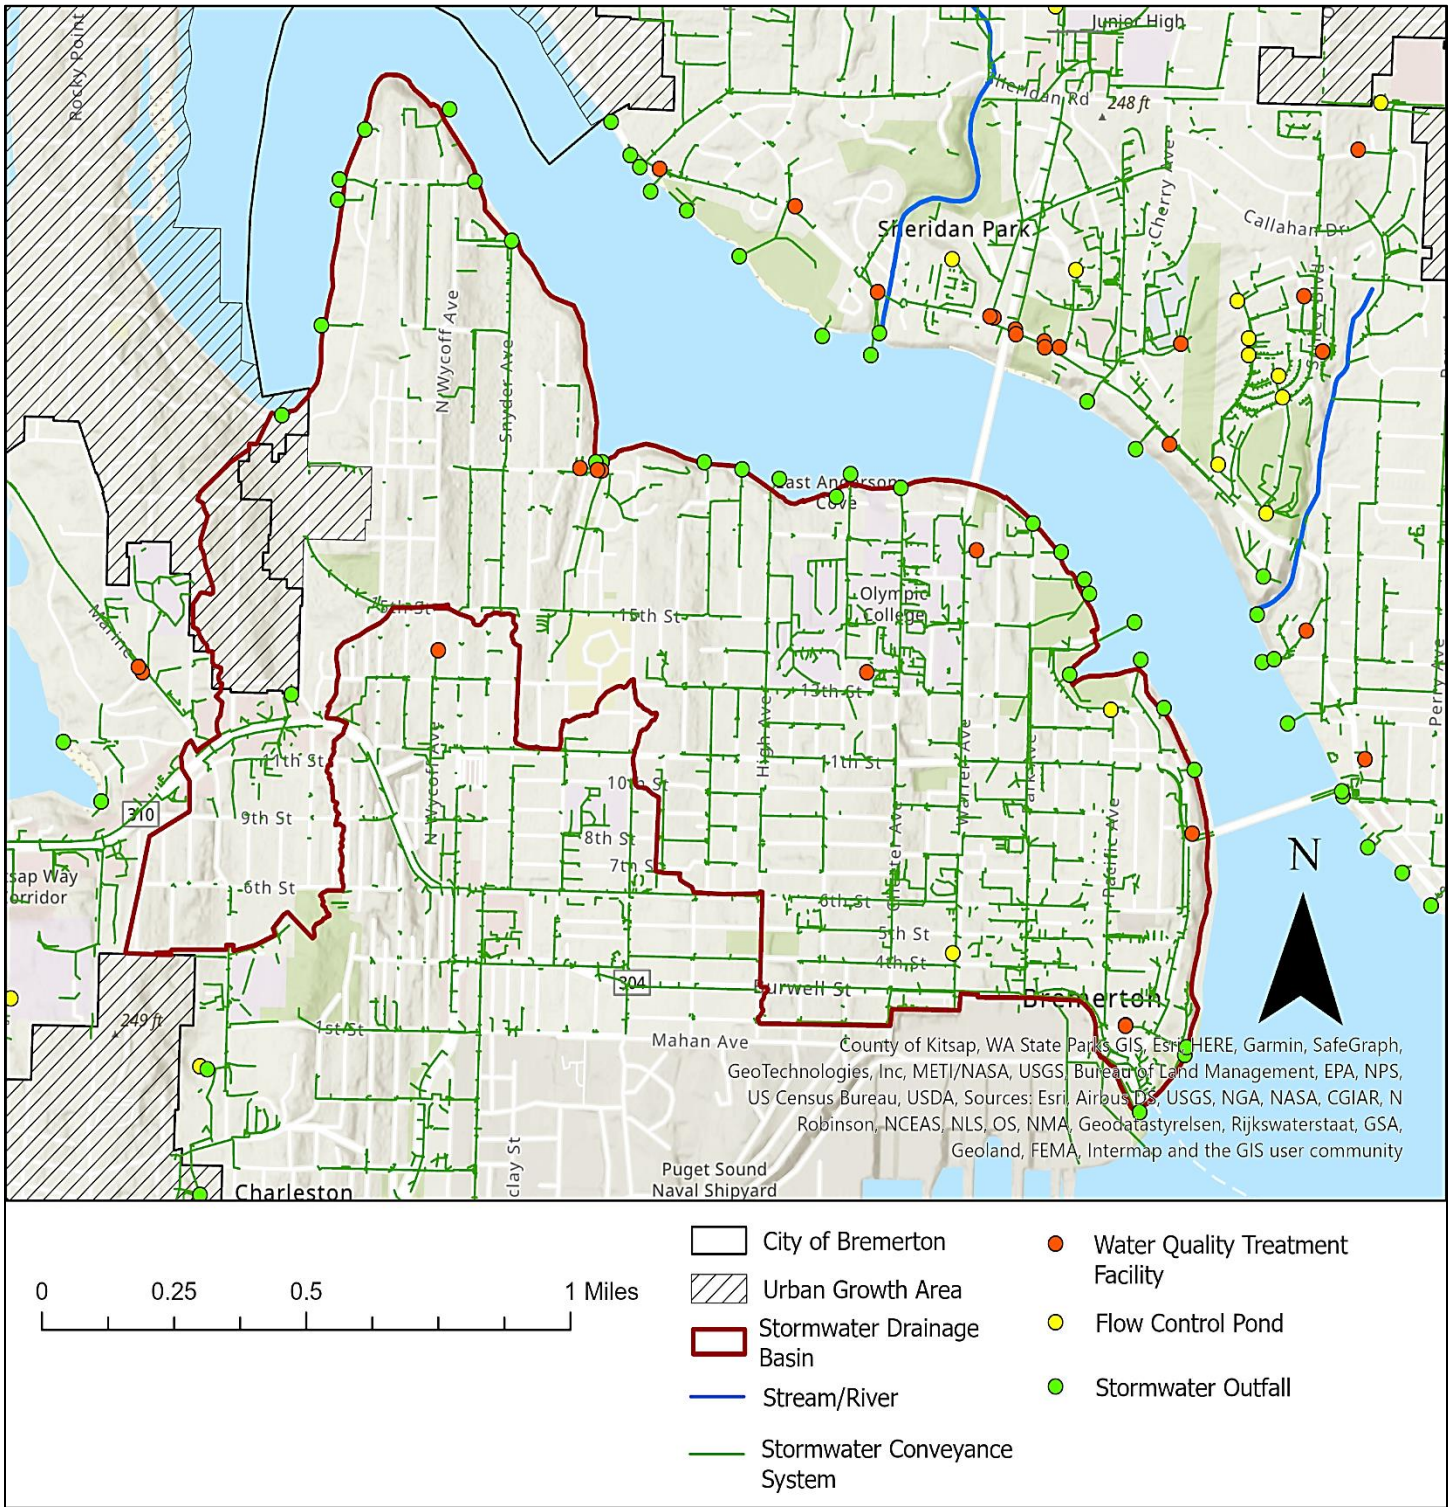 Rocky Point
Junior High
Sheridan Rd
248 ft
Cherry Ave
Callahan Dr
Sheridan Park
N Wycoff Ave
Snyder Ave
East Anderson
Cove
Olympic
College
15th St
15th St
Marine
13th St
High Ave
Warren Ave
Perry Ave
11th St
10th St
310
9th St
N Wycoff Ave
8th St
7th S
Pacific Ave
N
6th St
6th St
5th St
4th St
304
Burwell St
Bremerton
249 ft
1st St
Mahan Ave
County of Kitsap, WA State Parks GIS, Esri, HERE, Garmin, SafeGraph,
GeoTechnologies, Inc, METI/NASA, USGS, Bureau of Land Management, EPA, NPS,
US Census Bureau, USDA, Sources: Esri, Airbus DS, USGS, NGA, NASA, CGIAR, N
Robinson, NCEAS, NLS, OS, NMA, Geodatastyrelsen, Rijkswaterstaat, GSA,
Geoland, FEMA, Intermap and the GIS user community
clay St
Puget Sound
Naval Shipyard
Charleston
0 0.25 0.5 1 Miles
City of Bremerton
Urban Growth Area
Stormwater Drainage
Basin
Stream/River
Stormwater Conveyance
System
Water Quality Treatment
Facility
Flow Control Pond
Stormwater Outfall